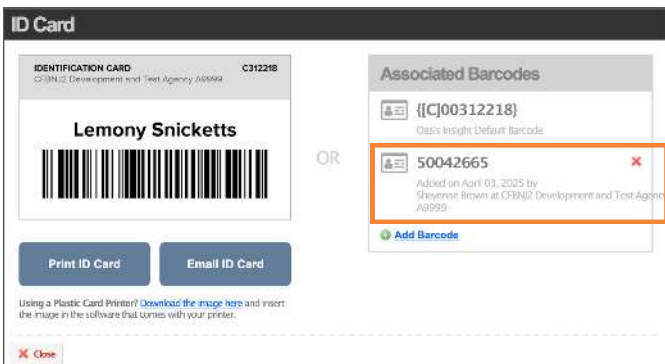 ID Card
IDENTIFICATION CARD C312218
CFBNJ2 Development and Test Agency A9999
Lemony Snicketts
OR
Print ID Card Email ID Card
Using a Plastic Card Printer? Download the image here and insert
the image in the software that comes with your printer.
Close
Associated Barcodes
{[C]00312218}
Oasis Insight Default Barcode
50042665
Added on April 03, 2025 by
Sheyenne Brown at CFBNJ2 Development and Test Agency
A9999
Add Barcode